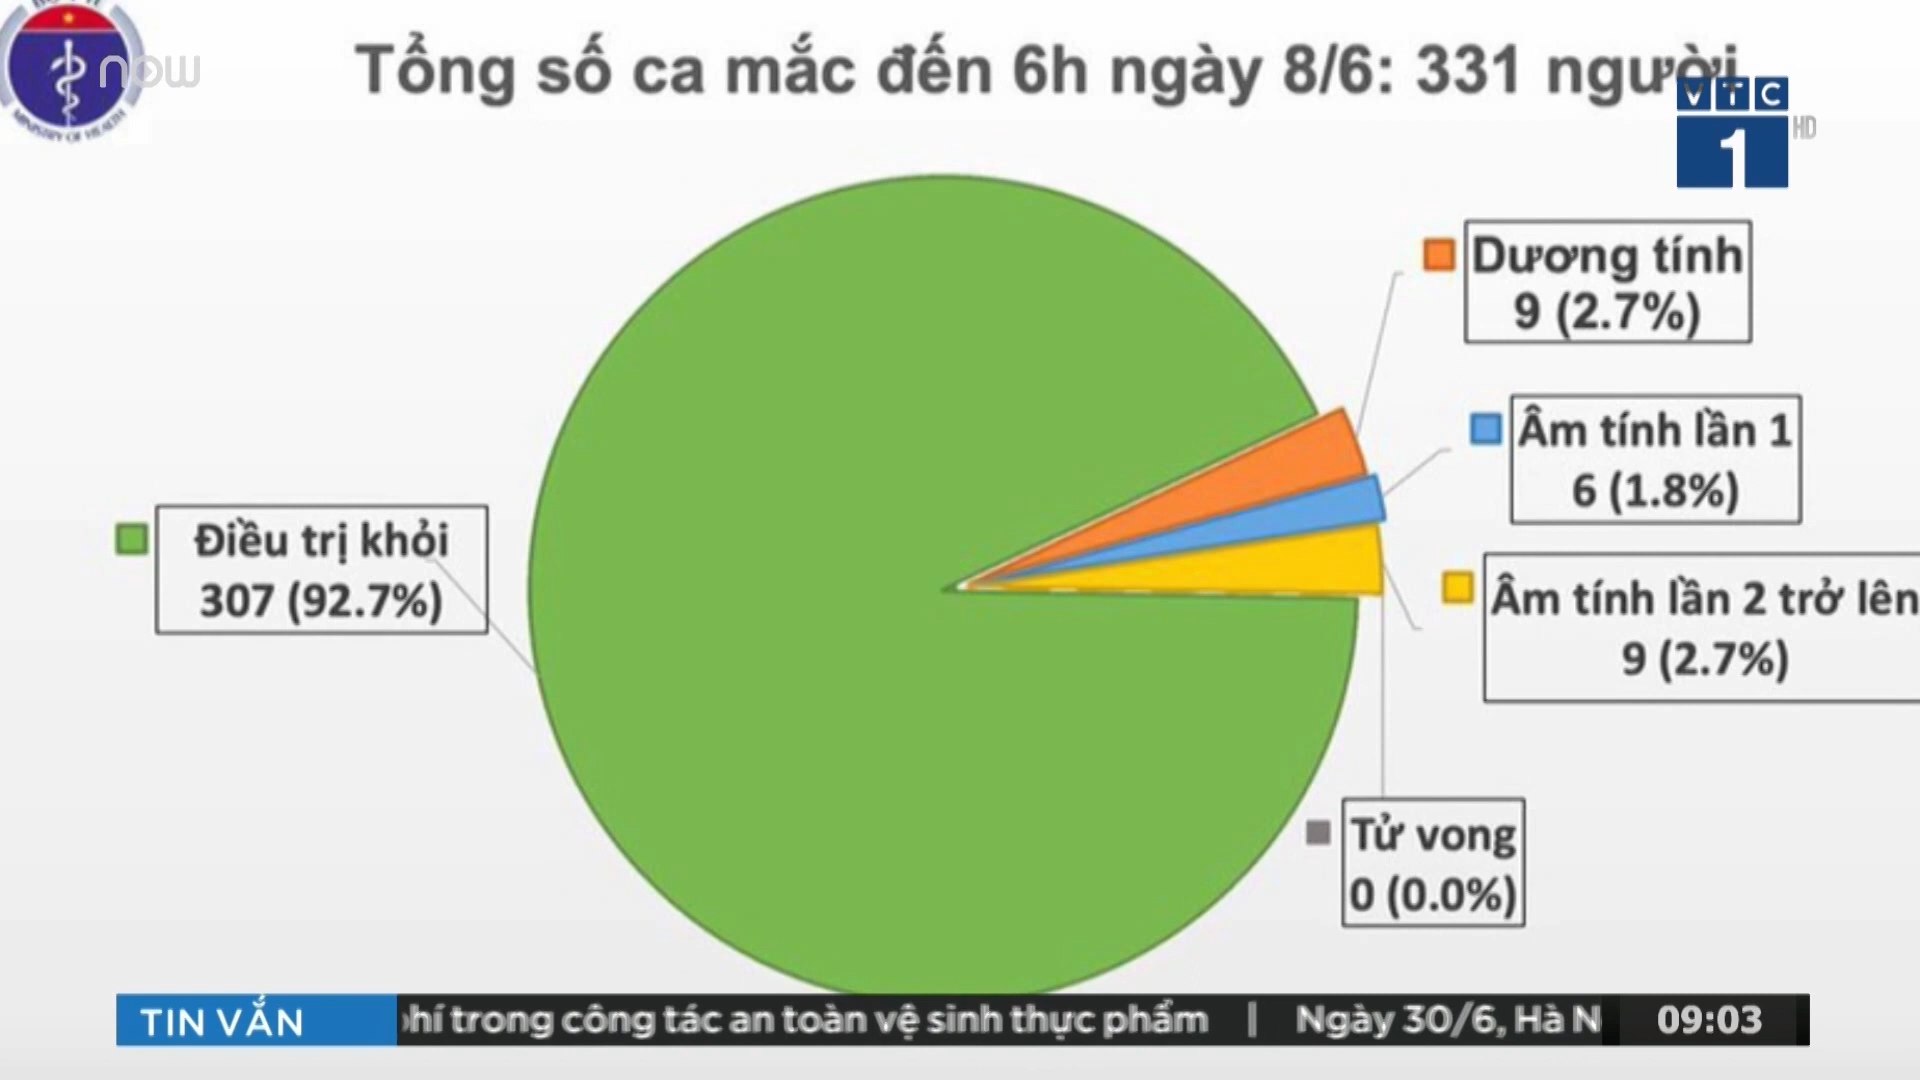 MINISTRY OF HEALTH
now
Tổng số ca mắc đến 6h ngày 8/6: 331 người
VTC
1
HD
Dương tính
9 (2.7%)
Âm tính lần 1
6 (1.8%)
Điều trị khỏi
307 (92.7%)
Âm tính lần 2 trở lên
9 (2.7%)
Tử vong
0 (0.0%)
TIN VẮN
trong công tác an toàn vệ sinh thực phẩm | Ngày 30/6, Hà
09:03